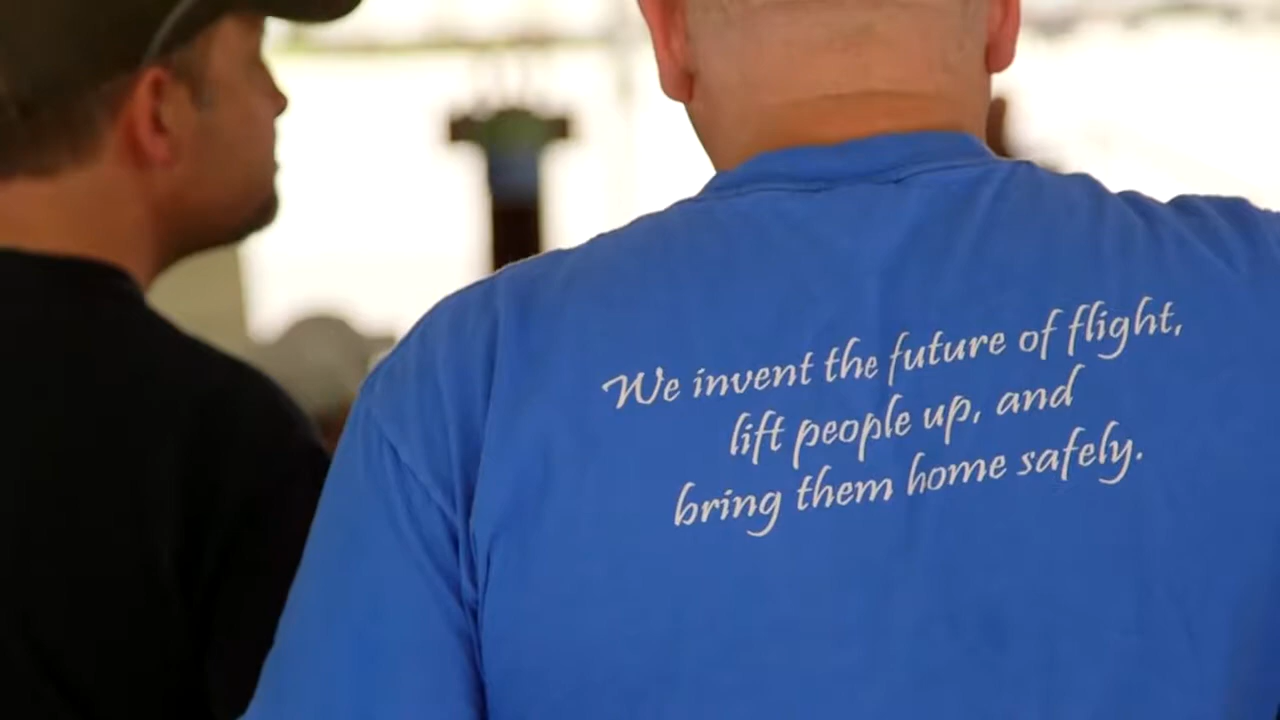 We invent the future of flight,
lift people up, and
bring them home safely.